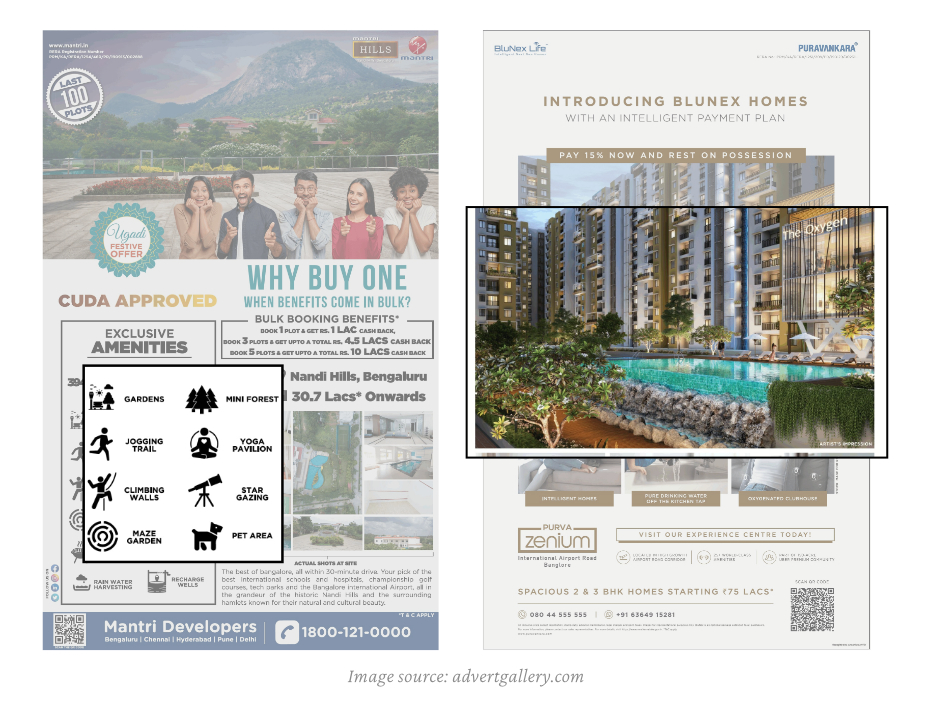 www.mantri.in
RERA Registration Number
mantri
HILLS
mantri
LAST
100
PLOTS
Ugadi
FESTIVE
OFFER
WHY BUY ONE
WHEN BENEFITS COME IN BULK?
CUDA APPROVED
BULK BOOKING BENEFITS*
BOOK 1 PLOT & GET RS. 1 LAC CASH BACK,
BOOK 3 PLOTS & GET UPTO A TOTAL RS. 4.5 LACS CASH BACK
BOOK 5 PLOTS & GET UPTO A TOTAL RS. 10 LACS CASH BACK
EXCLUSIVE
AMENITIES
Nandi Hills, Bengaluru
30.7 Lacs* Onwards
GARDENS
MINI FOREST
JOGGING
TRAIL
YOGA
PAVILION
CLIMBING
WALLS
STAR
GAZING
MAZE
GARDEN
PET AREA
RAIN WATER
HARVESTING
RECHARGE
WELLS
ACTUAL SHOTS AT SITE
The best of bangalore, all within 30-minute drive. Your pick of the
best international schools and hospitals, championship golf
courses, tech parks and the Bangalore International Airport, all in
the grandeur of the historic Nandi Hills and the surrounding
hamlets known for their natural and cultural beauty.
*T & C APPLY
Mantri Developers
Bengaluru | Chennai | Hyderabad | Pune | Delhi
1800-121-0000
BluNex Life
PURAVANKARA
INTRODUCING BLUNEX HOMES
WITH AN INTELLIGENT PAYMENT PLAN
PAY 15% NOW AND REST ON POSSESSION
The Oxygen
ARTIST'S IMPRESSION
INTELLIGENT HOMES
PURE DRINKING WATER
OFF THE KITCHEN TAP
OXYGENATED CLUBHOUSE
PURVA
zenium
International Airport Road
Banglore
VISIT OUR EXPERIENCE CENTRE TODAY!
SCAN QR CODE
SPACIOUS 2 & 3 BHK HOMES STARTING ₹75 LACS*
080 44 555 555 | +91 63649 15281
Image source: advertgallery.com